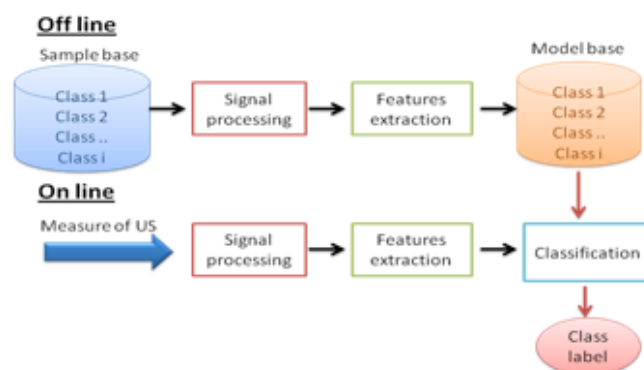 Off line
Sample base
Class 1
Class 2
Class ..
Class i
Signal
processing
Features
extraction
Model base
Class 1
Class 2
Class ..
Class i
On line
Measure of US
Signal
processing
Features
extraction
Classification
Class
label